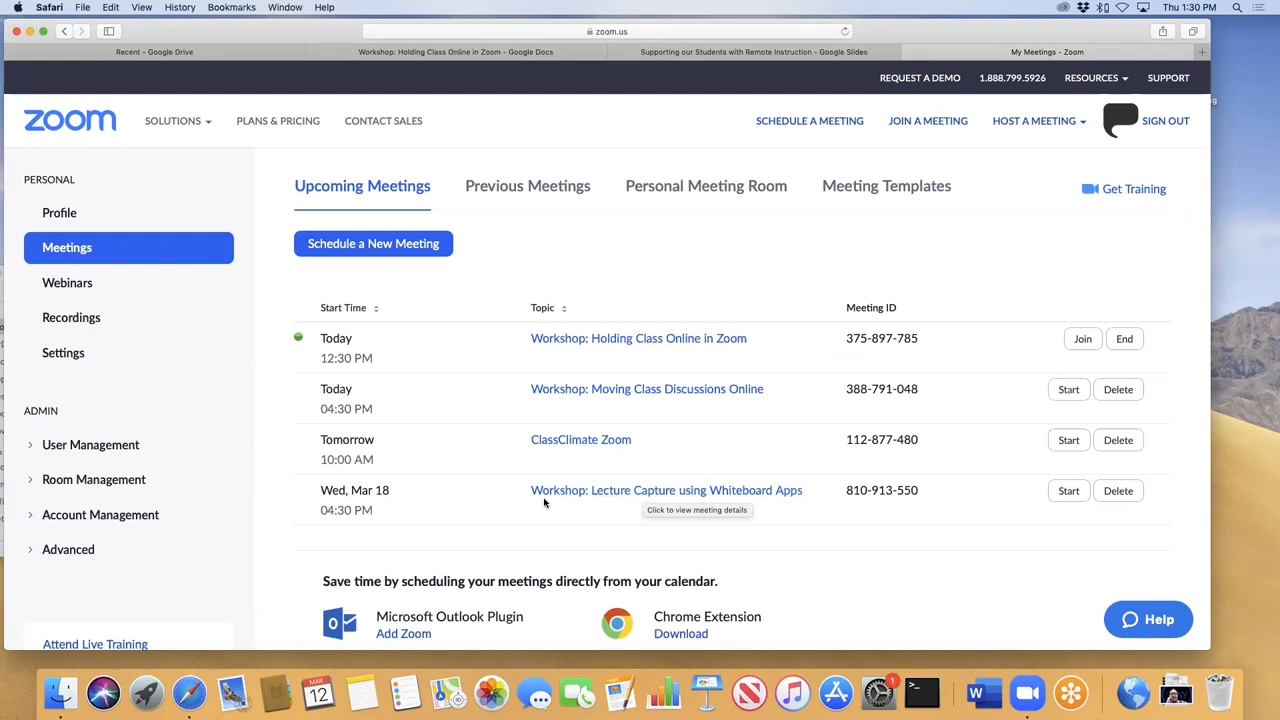 Safari File Edit View History Bookmarks Window Help Thu 1:30 PM
zoom.us
Recent - Google Drive Workshop: Holding Class Online in Zoom - Google Docs Supporting our Students with Remote Instruction - Google Slides My Meetings - Zoom
REQUEST A DEMO 1.888.799.5926 RESOURCES SUPPORT
zoom SOLUTIONS PLANS & PRICING CONTACT SALES SCHEDULE A MEETING JOIN A MEETING HOST A MEETING SIGN OUT
PERSONAL
Profile
Meetings
Webinars
Recordings
Settings
ADMIN
User Management
Room Management
Account Management
Advanced
Attend Live Training
Upcoming Meetings Previous Meetings Personal Meeting Room Meeting Templates Get Training
Schedule a New Meeting
Start Time Topic Meeting ID
Today Workshop: Holding Class Online in Zoom 375-897-785 Join End
12:30 PM
Today Workshop: Moving Class Discussions Online 388-791-048 Start Delete
04:30 PM
Tomorrow ClassClimate Zoom 112-877-480 Start Delete
10:00 AM
Wed, Mar 18 Workshop: Lecture Capture using Whiteboard Apps 810-913-550 Start Delete
04:30 PM Click to view meeting details
Save time by scheduling your meetings directly from your calendar.
Microsoft Outlook Plugin Chrome Extension
Add Zoom Download
Help
MAR
12
1